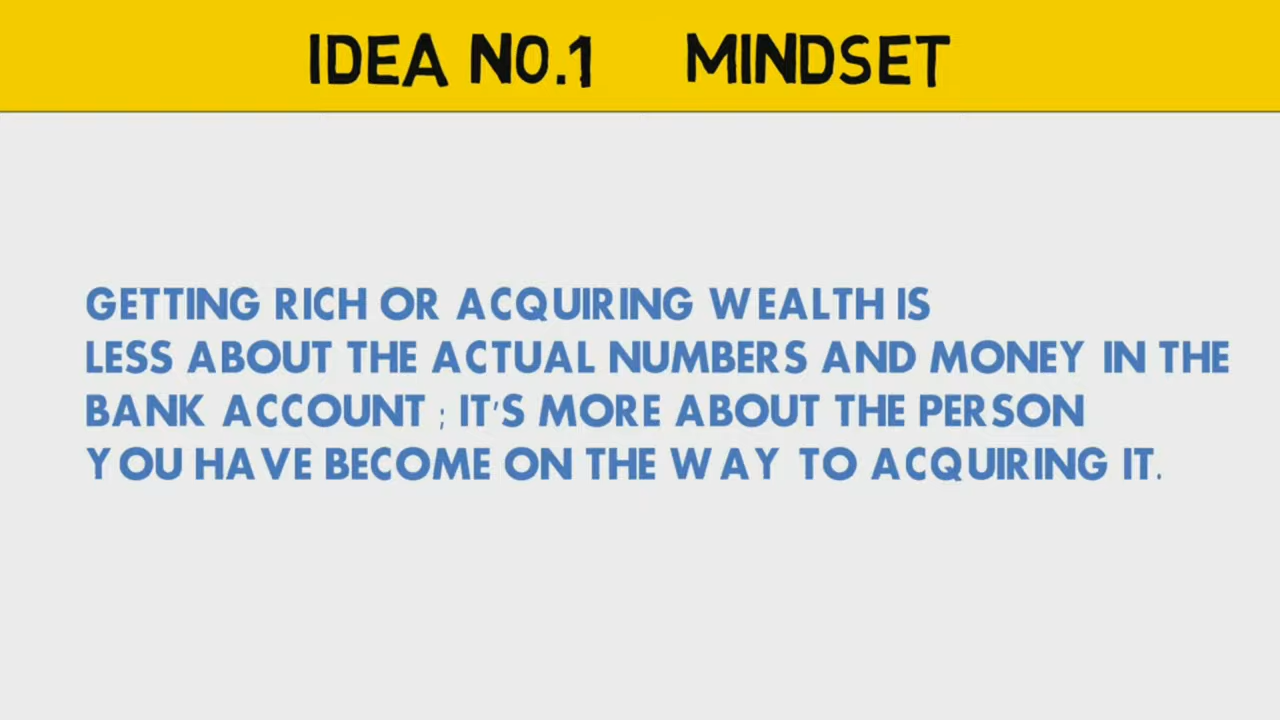 IDEA NO.1 MINDSET
GETTING RICH OR ACQUIRING WEALTH IS
LESS ABOUT THE ACTUAL NUMBERS AND MONEY IN THE
BANK ACCOUNT ; IT'S MORE ABOUT THE PERSON
YOU HAVE BECOME ON THE WAY TO ACQUIRING IT.